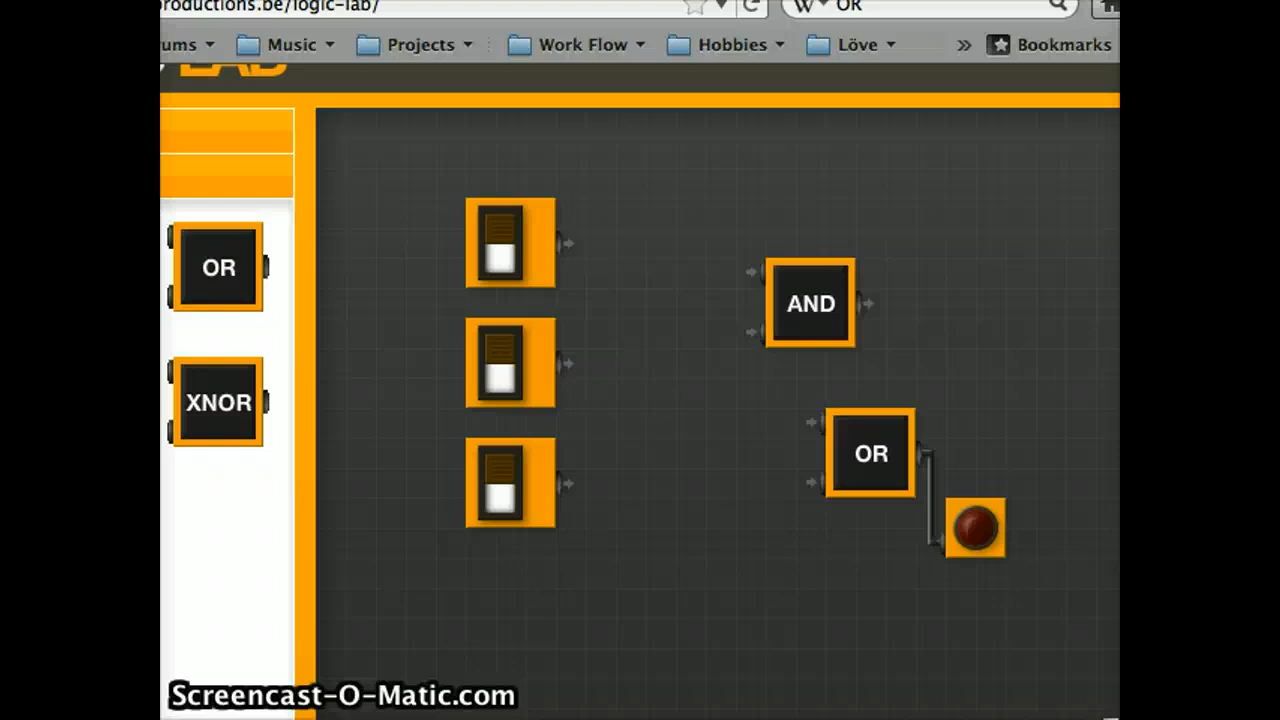 roductions.be/logic-lab/
W OR
ums Music Projects Work Flow Hobbies Löve » Bookmarks
LAB
OR
AND
XNOR
OR
Screencast-O-Matic.com